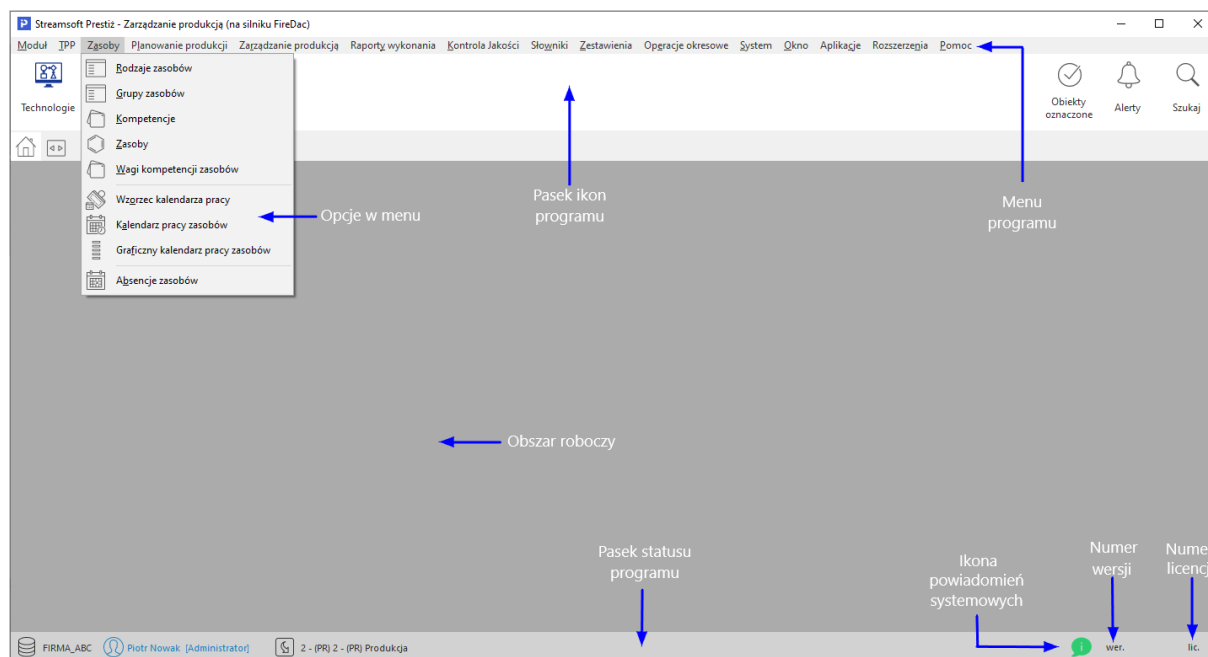 Streamsoft Prestiż - Zarządzanie produkcją (na silniku FireDac)
Moduł TPP Zasoby Planowanie produkcji Zarządzanie produkcją Raporty wykonania Kontrola Jakości Słowniki Zestawienia Operacje okresowe System Okno Aplikacje Rozszerzenia Pomoc
Technologie
Obiekty
oznaczone
Alerty
Szukaj
Rodzaje zasobów
Grupy zasobów
Kompetencje
Zasoby
Wagi kompetencji zasobów
Wzorzec kalendarza pracy
Kalendarz pracy zasobów
Graficzny kalendarz pracy zasobów
Absencje zasobów
Opcje w menu
Pasek ikon
programu
Menu
programu
Obszar roboczy
Pasek statusu
programu
Ikona
powiadomień
systemowych
Numer
wersji
Nume
licencj
FIRMA_ABC Piotr Nowak [Administrator] 2 - (PR) 2 - (PR) Produkcja wer. lic.